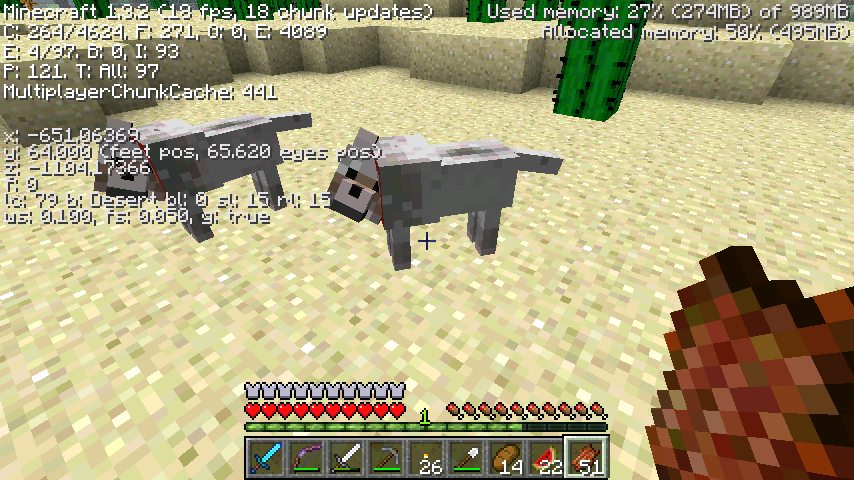 Minecraft 1.3.2 (18 fps, 18 chunk updates)
Used memory: 27% (274MB) of 989MB
C: 264/4624, F: 271, O: 0, E: 4089
Allocated memory: 50% (495MB)
E: 4/97, B: 0, I: 93
P: 121, T: All: 97
MultiplayerChunkCache: 441
x: -651.06369
y: 64.000 (feet pos, 65.620 eyes pos)
z: -1104.17366
f: 0
lc: 79 b: Desert bl: 0 sl: 15 rl: 15
ws: 0.100, fs: 0.050, g: true
1
26 14 22 51